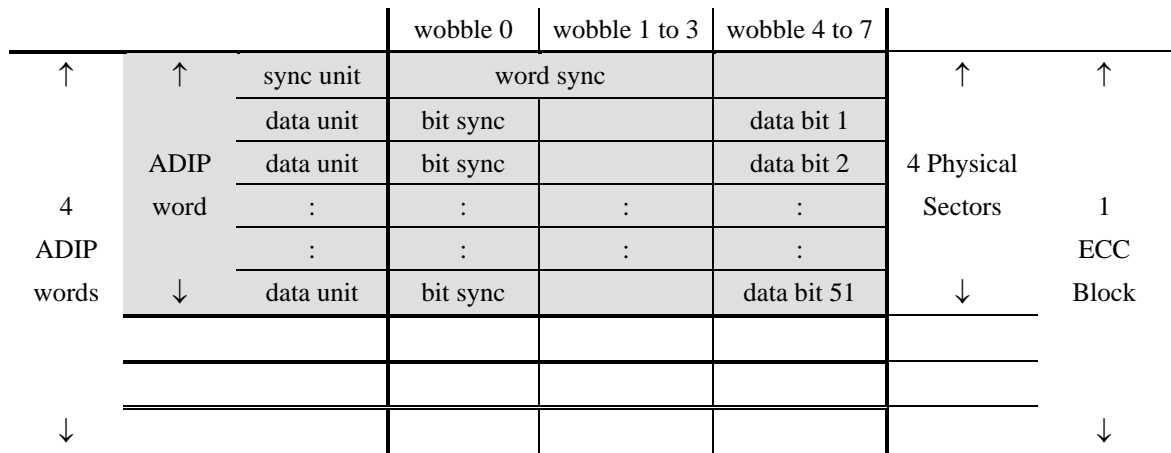 wobble 0 wobble 1 to 3 wobble 4 to 7
↑ ↑ sync unit word sync ↑ ↑
data unit bit sync data bit 1
ADIP data unit bit sync data bit 2 4 Physical
4 word : : : : Sectors 1
ADIP : : : : ECC
words ↓ data unit bit sync data bit 51 ↓ Block
↓ ↓